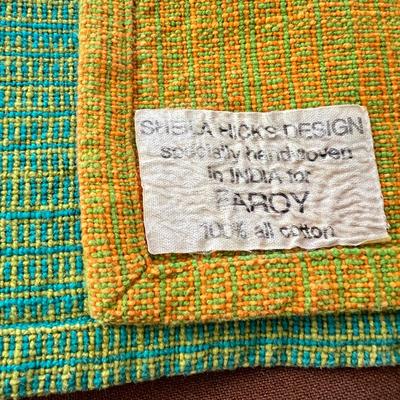 SHEILA HICKS DESIGN
specially hand woven
in INDIA for
FAROY
100% all cotton